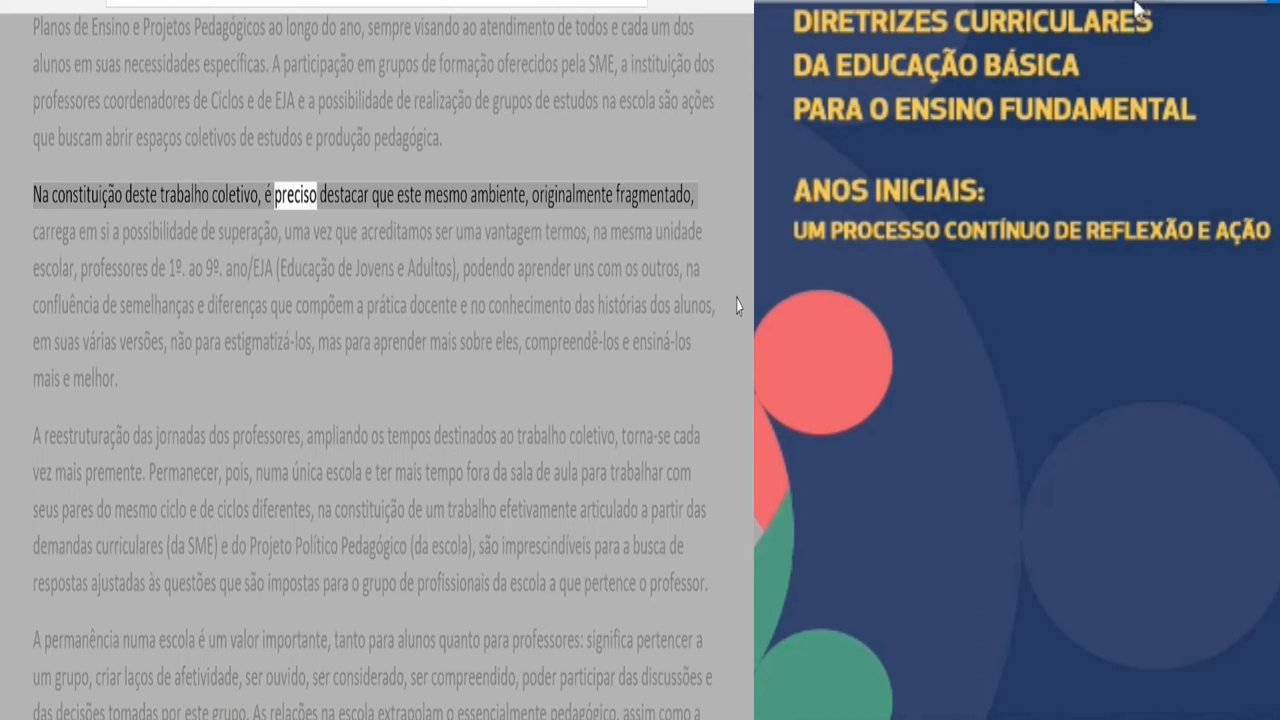 Planos de Ensino e Projetos Pedagógicos ao longo do ano, sempre visando ao atendimento de todos e cada um dos
alunos em suas necessidades específicas. A participação em grupos de formação oferecidos pela SME, a instituição dos
professores coordenadores de Ciclos e de EJA e a possibilidade de realização de grupos de estudos na escola são ações
que buscam abrir espaços coletivos de estudos e produção pedagógica.
Na constituição deste trabalho coletivo, é preciso destacar que este mesmo ambiente, originalmente fragmentado,
carrega em si a possibilidade de superação, uma vez que acreditamos ser uma vantagem termos, na mesma unidade
escolar, professores de 1º. ao 9º. ano/EJA (Educação de Jovens e Adultos), podendo aprender uns com os outros, na
confluência de semelhanças e diferenças que compõem a prática docente e no conhecimento das histórias dos alunos,
em suas várias versões, não para estigmatizá-los, mas para aprender mais sobre eles, compreendê-los e ensiná-los
mais e melhor.
A reestruturação das jornadas dos professores, ampliando os tempos destinados ao trabalho coletivo, torna-se cada
vez mais premente. Permanecer, pois, numa única escola e ter mais tempo fora da sala de aula para trabalhar com
seus pares do mesmo ciclo e de ciclos diferentes, na constituição de um trabalho efetivamente articulado a partir das
demandas curriculares (da SME) e do Projeto Político Pedagógico (da escola), são imprescindíveis para a busca de
respostas ajustadas às questões que são impostas para o grupo de profissionais da escola a que pertence o professor.
A permanência numa escola é um valor importante, tanto para alunos quanto para professores: significa pertencer a
um grupo, criar laços de afetividade, ser ouvido, ser considerado, ser compreendido, poder participar das discussões e
das decisões tomadas por este grupo. As relações na escola extrapolam o essencialmente pedagógico, assim como a
DIRETRIZES CURRICULARES
DA EDUCAÇÃO BÁSICA
PARA O ENSINO FUNDAMENTAL
ANOS INICIAIS:
UM PROCESSO CONTÍNUO DE REFLEXÃO E AÇÃO